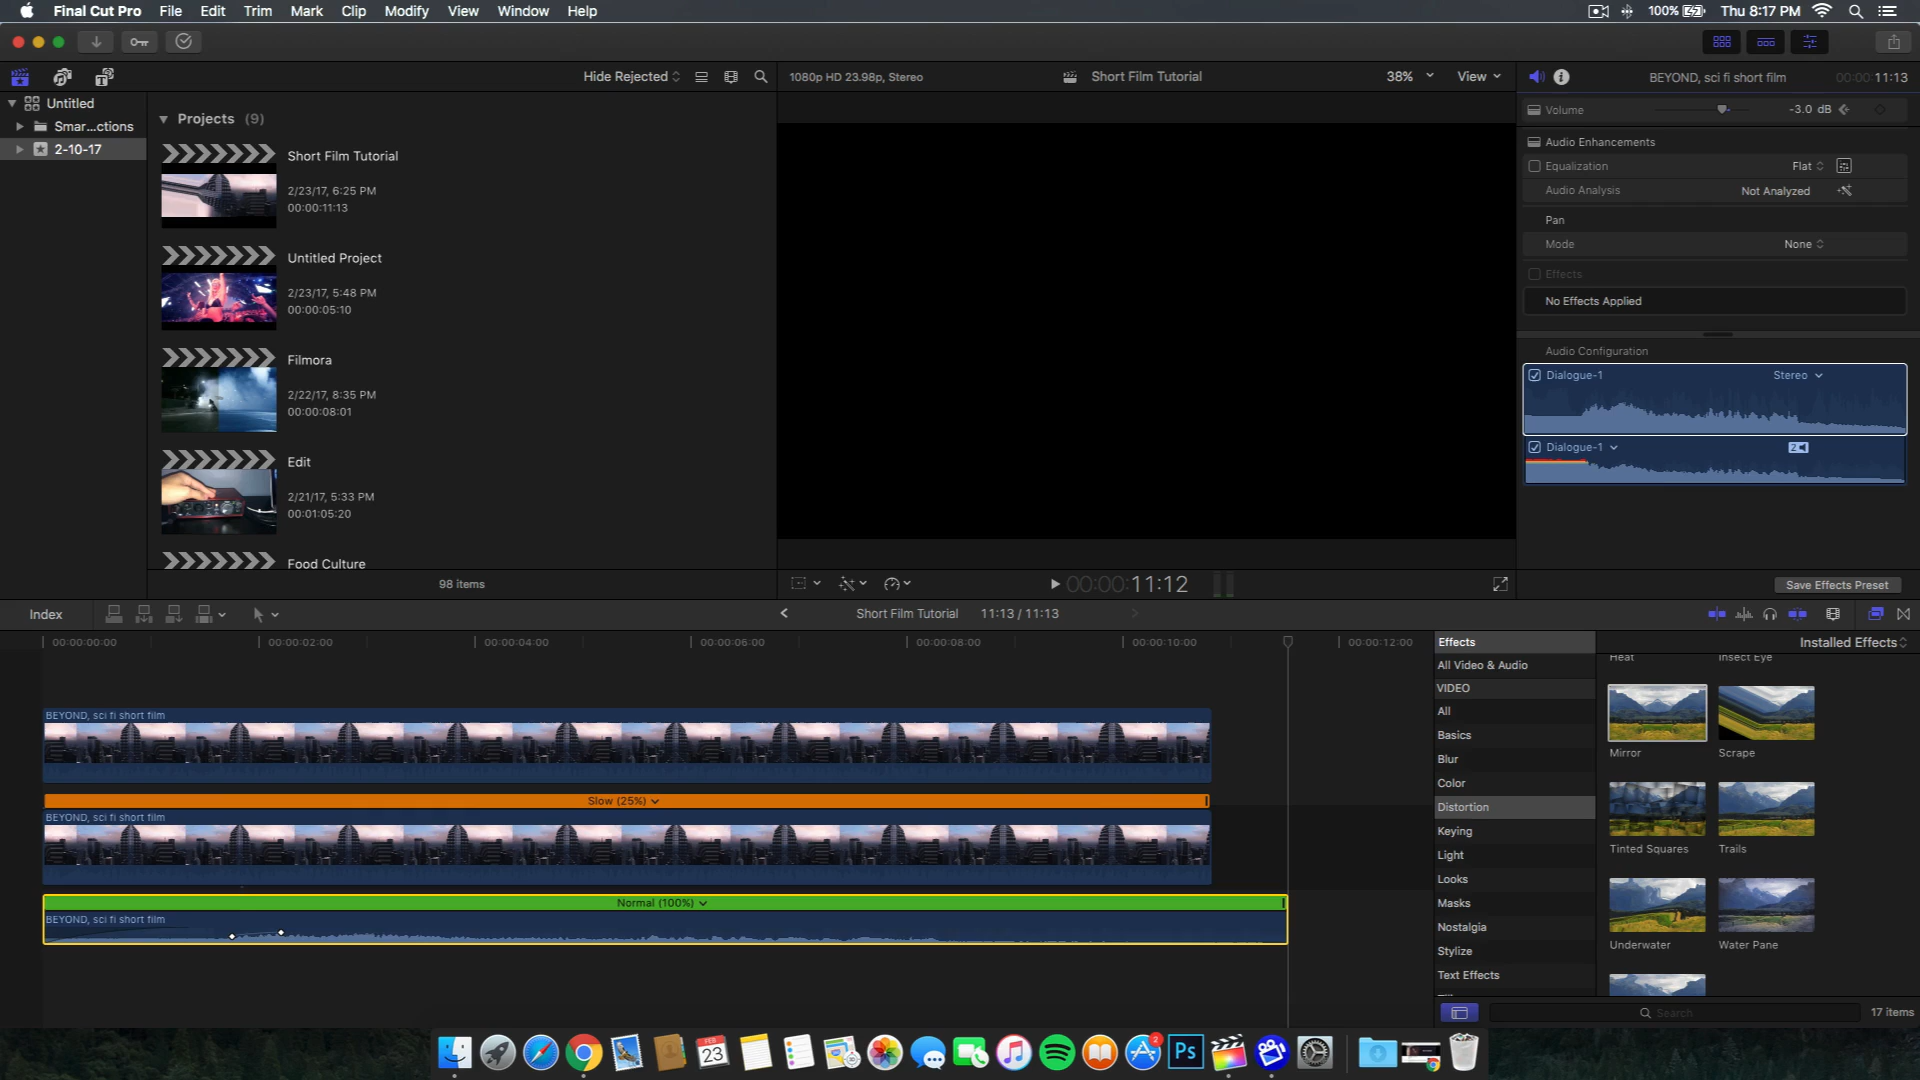 Final Cut Pro File Edit Trim Mark Clip Modify View Window Help 100% Thu 8:17 PM
Hide Rejected 1080p HD 23.98p, Stereo Short Film Tutorial 38% View BEYOND, sci fi short film 00:00:11:13
Untitled
Smar...ctions
2-10-17
Projects (9)
Short Film Tutorial
2/23/17, 6:25 PM
00:00:11:13
Untitled Project
2/23/17, 5:48 PM
00:00:05:10
Filmora
2/22/17, 8:35 PM
00:00:08:01
Edit
2/21/17, 5:33 PM
00:01:05:20
Food Culture
98 items
00:00:11:12
Volume -3.0 dB
Audio Enhancements
Equalization Flat
Audio Analysis Not Analyzed
Pan
Mode None
Effects
No Effects Applied
Audio Configuration
Dialogue-1 Stereo
Dialogue-1 2
Save Effects Preset
Index Short Film Tutorial 11:13 / 11:13
00:00:00:00 00:00:02:00 00:00:04:00 00:00:06:00 00:00:08:00 00:00:10:00 00:00:12:00
BEYOND, sci fi short film
Slow (25%)
BEYOND, sci fi short film
Normal (100%)
BEYOND, sci fi short film
Effects Installed Effects
All Video & Audio
VIDEO
All
Basics
Blur
Color
Distortion
Keying
Light
Looks
Masks
Nostalgia
Stylize
Text Effects
Heat Insect Eye
Mirror Scrape
Tinted Squares Trails
Underwater Water Pane
Search 17 items
FEB
23
2
Ps